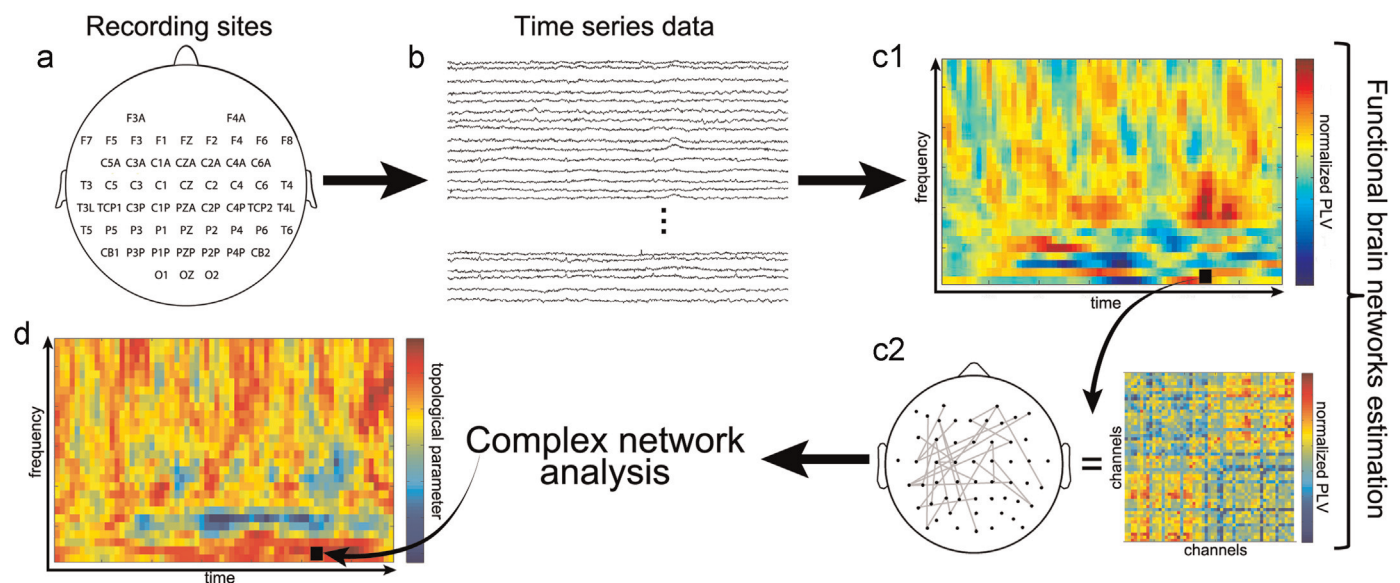 Recording sites
Time series data
a
b
c1
F3A F4A
F7 F5 F3 F1 FZ F2 F4 F6 F8
C5A C3A C1A CZA C2A C4A C6A
T3 C5 C3 C1 CZ C2 C4 C6 T4
T3L TCP1 C3P C1P PZA C2P C4P TCP2 T4L
T5 P5 P3 P1 PZ P2 P4 P6 T6
CB1 P3P P1P PZP P2P P4P CB2
O1 OZ O2
frequency
time
normalized PLV
Functional brain networks estimation
d
frequency
time
topological parameter
Complex network
analysis
c2
=
channels
channels
normalized PLV